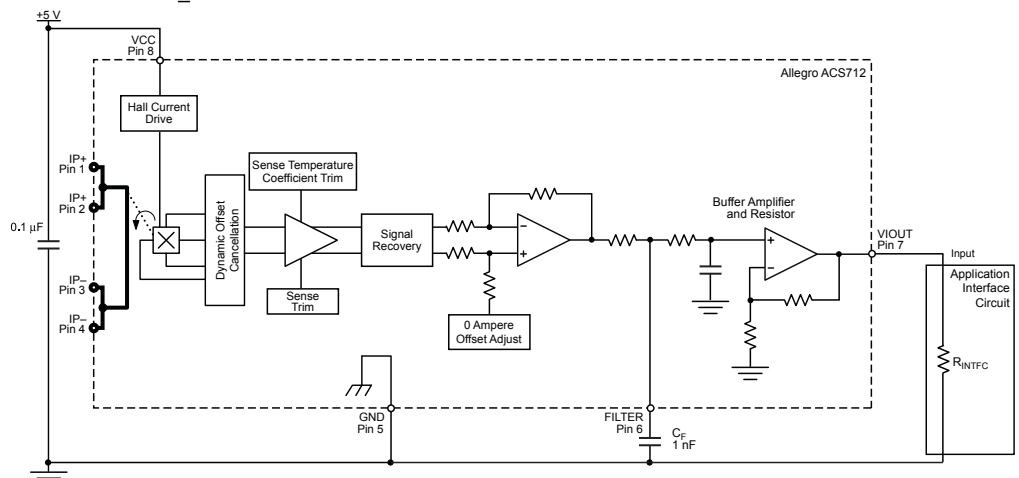 +5 V
VCC
Pin 8
Allegro ACS712
Hall Current
Drive
IP+
Pin 1
IP+
Pin 2
IP–
Pin 3
IP–
Pin 4
0.1 µF
Dynamic Offset
Cancellation
Sense Temperature
Coefficient Trim
Sense
Trim
Signal
Recovery
0 Ampere
Offset Adjust
Buffer Amplifier
and Resistor
VIOUT
Pin 7
Input
Application
Interface
Circuit
RINTFC
GND
Pin 5
FILTER
Pin 6
CF
1 nF